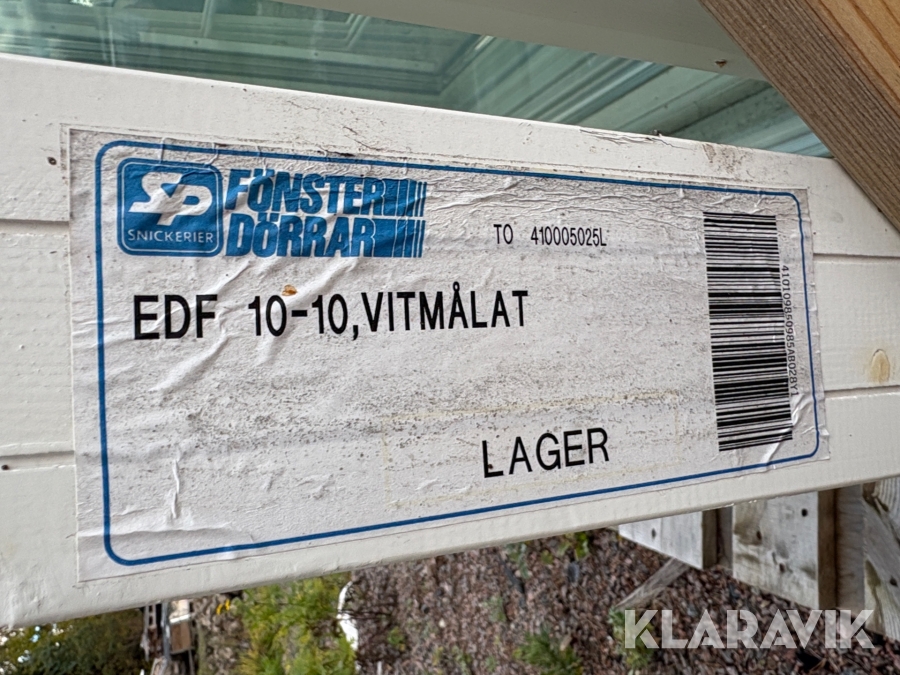 SP
SNICKERIER
FÖNSTER
DÖRRAR
TO 410005025L
EDF 10-10,VITMÅLAT
LAGER
KLARAVIK